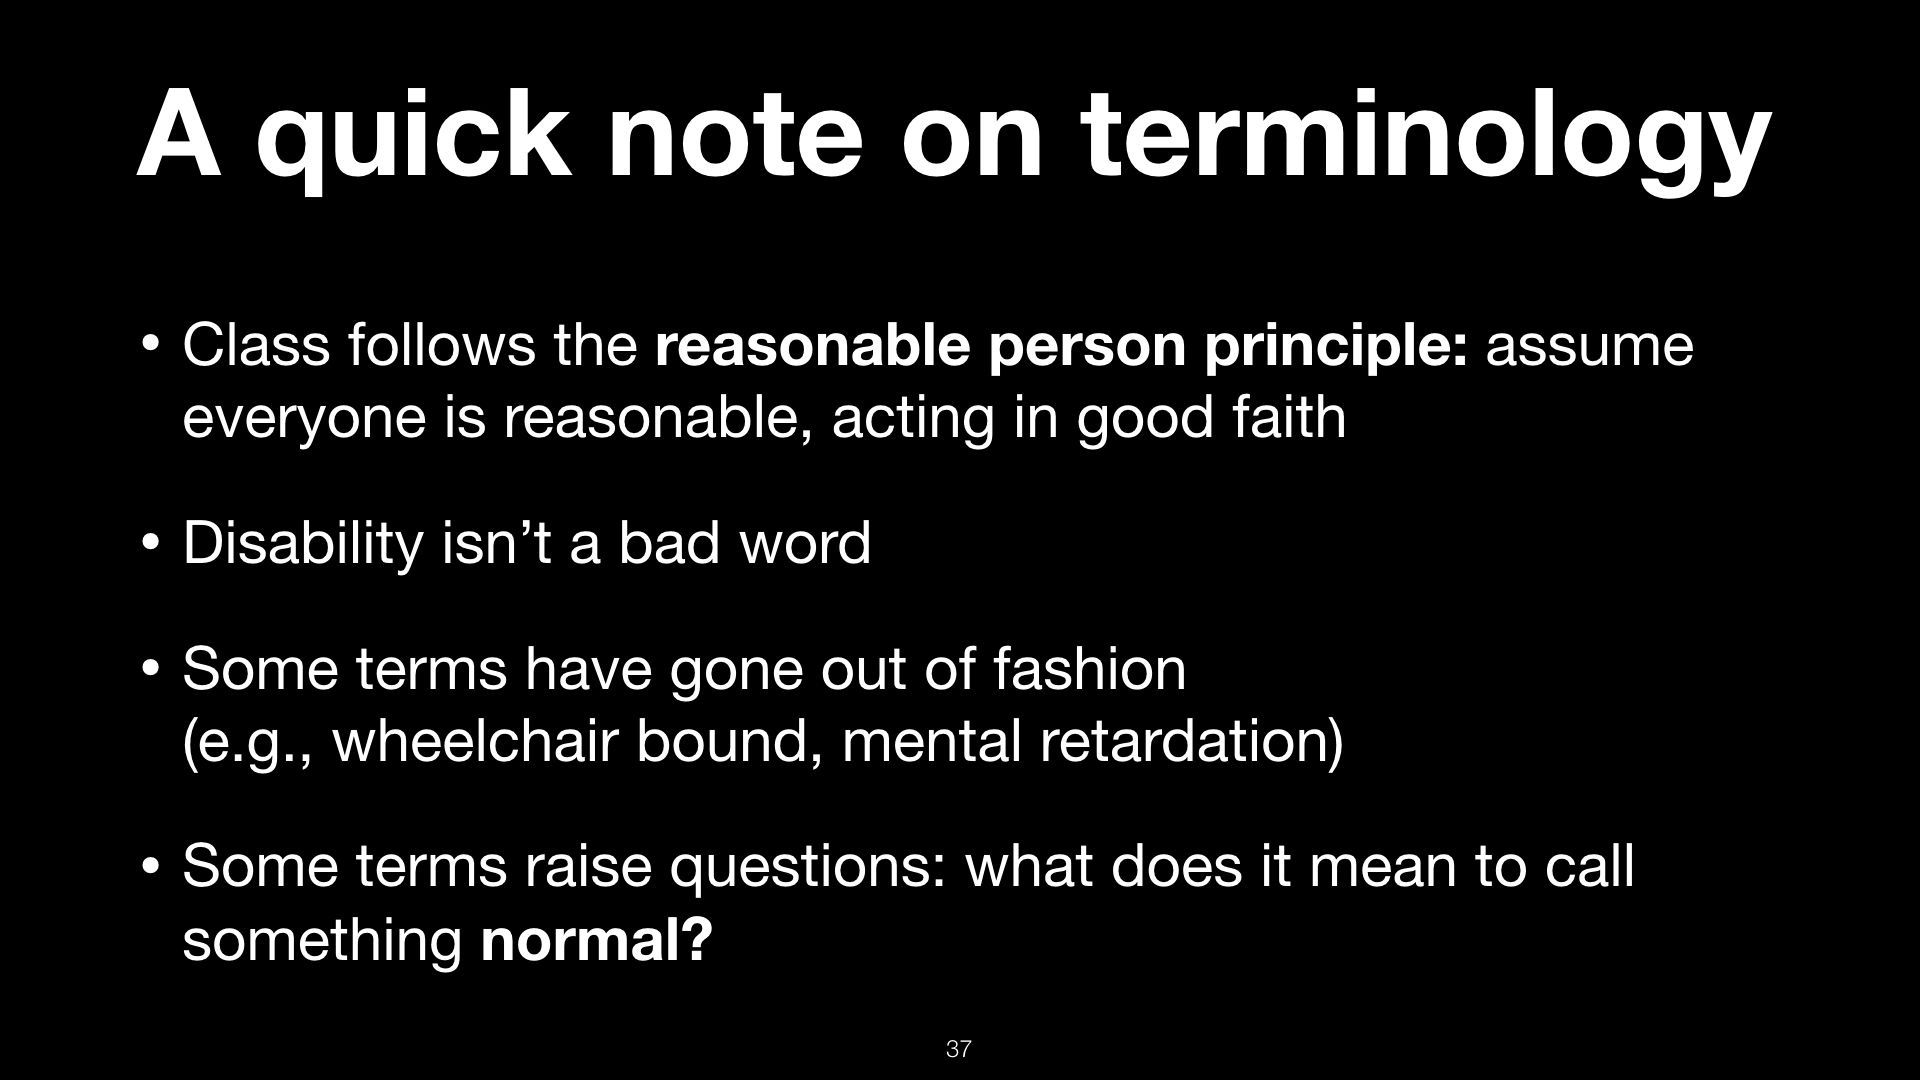 A quick note on terminology
• Class follows the reasonable person principle: assume
everyone is reasonable, acting in good faith
• Disability isn’t a bad word
• Some terms have gone out of fashion
(e.g., wheelchair bound, mental retardation)
• Some terms raise questions: what does it mean to call
something normal?
37